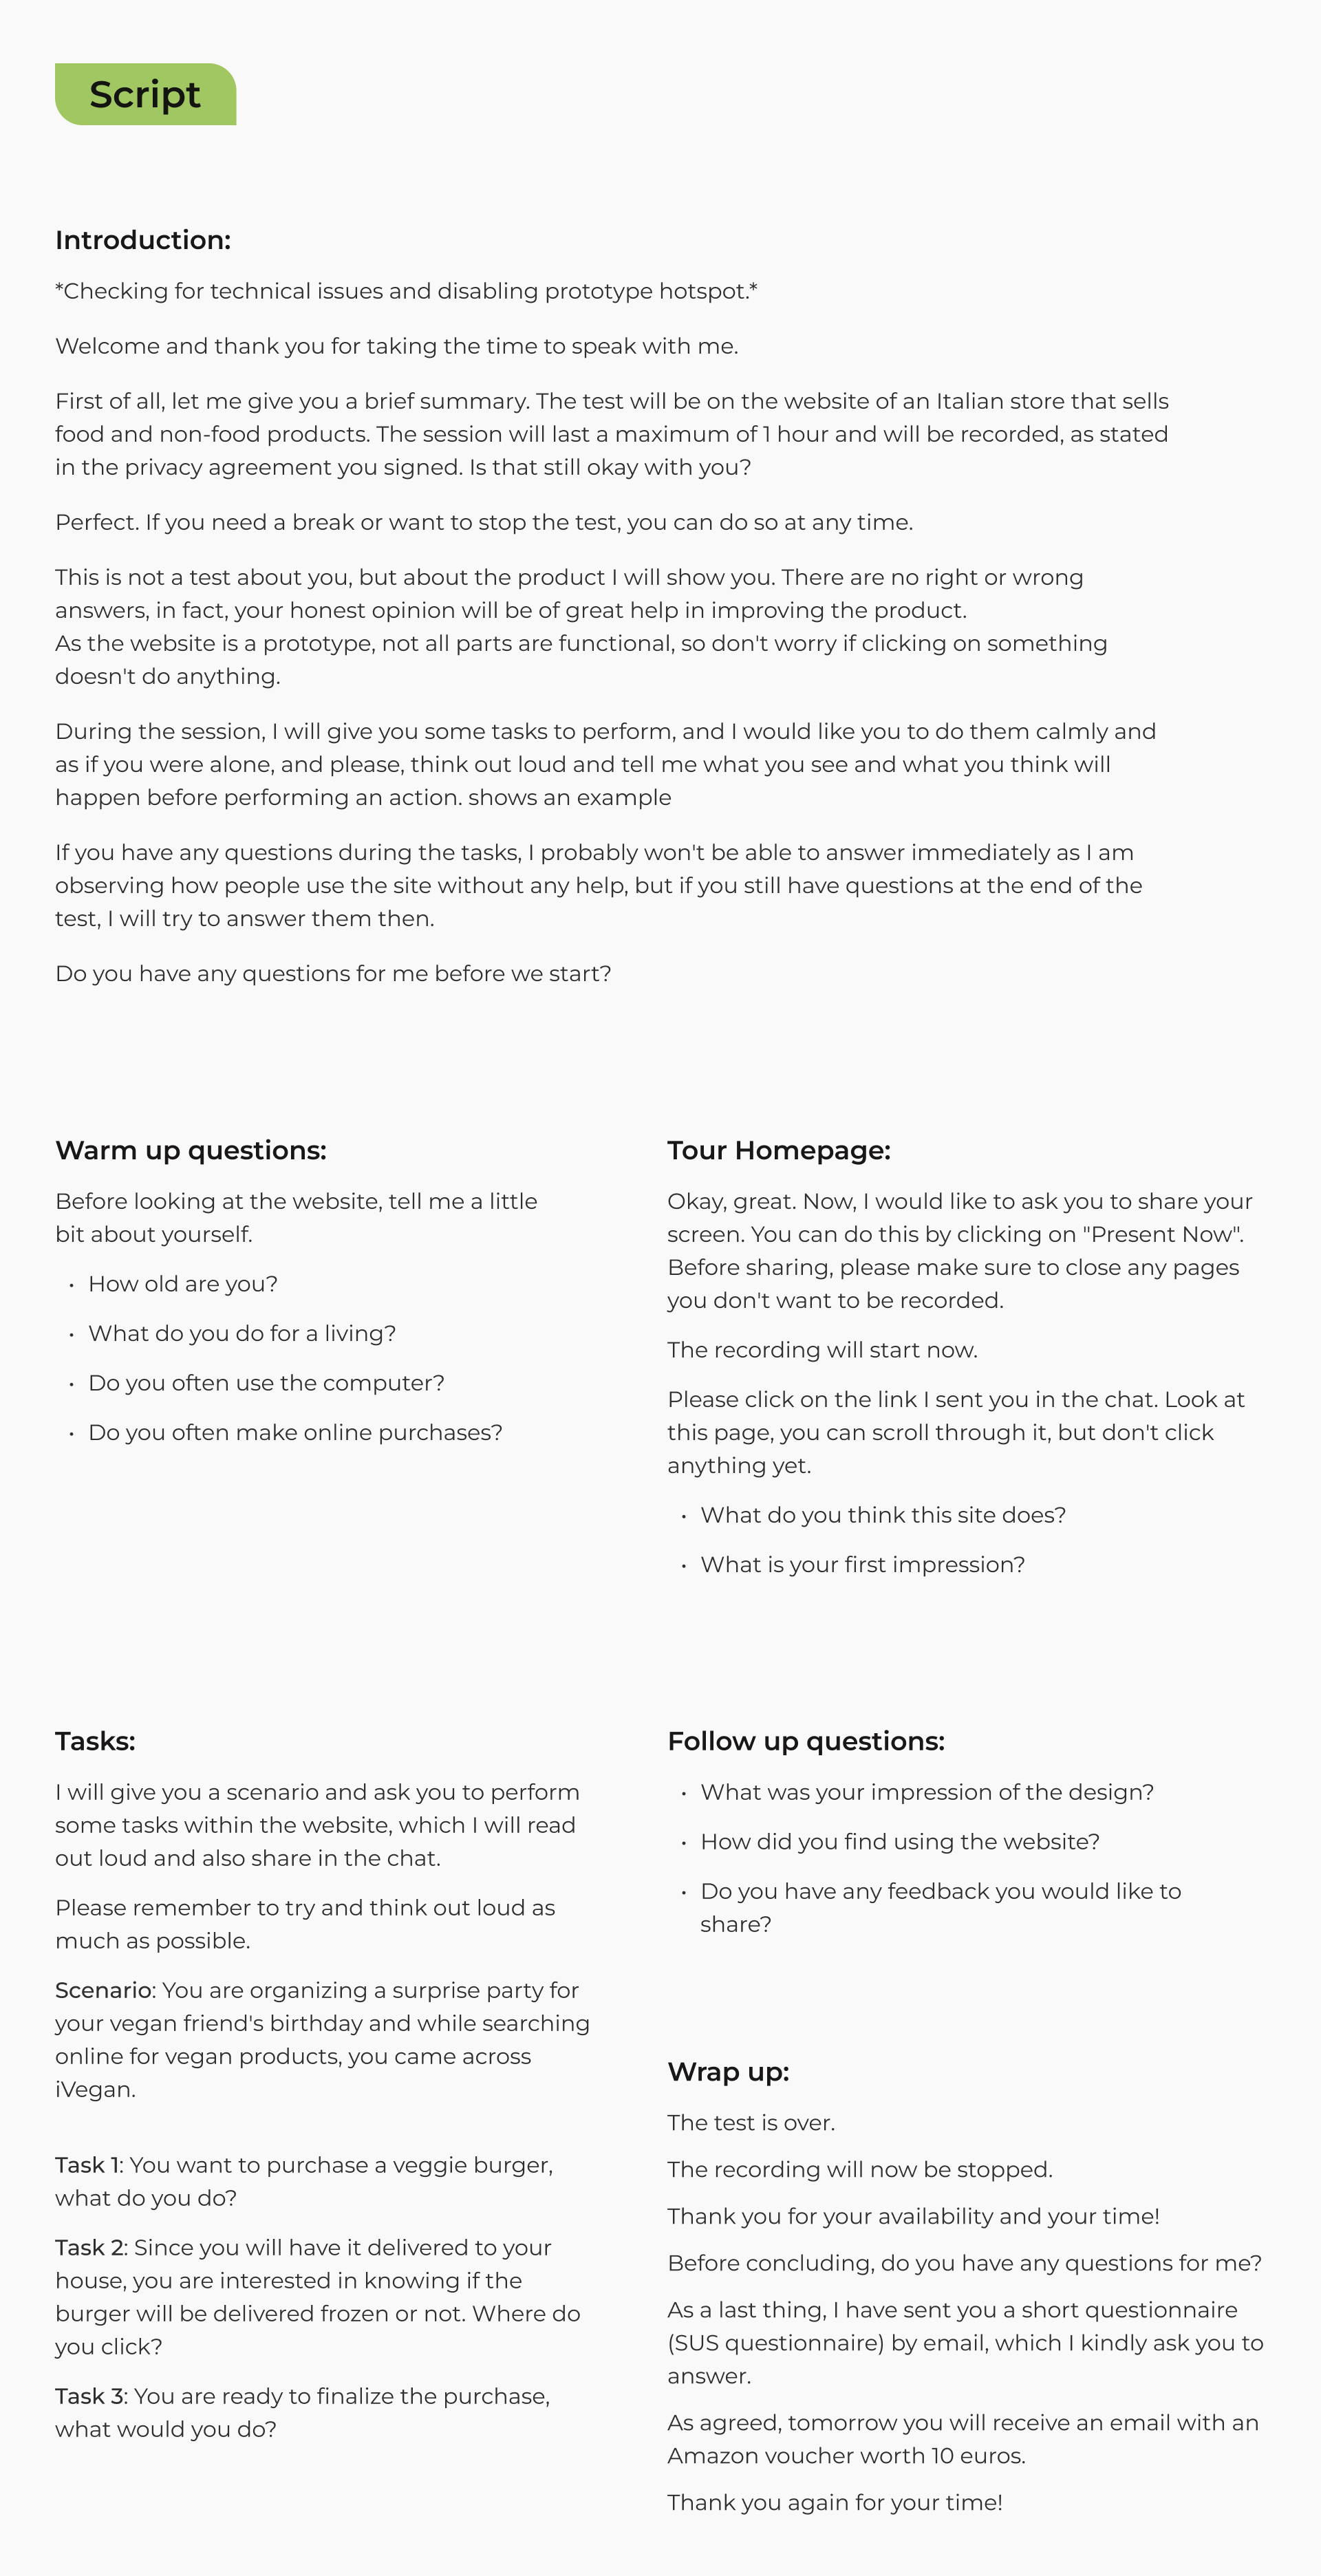 Script
Introduction:
*Checking for technical issues and disabling prototype hotspot.*
Welcome and thank you for taking the time to speak with me.
First of all, let me give you a brief summary. The test will be on the website of an Italian store that sells
food and non-food products. The session will last a maximum of 1 hour and will be recorded, as stated
in the privacy agreement you signed. Is that still okay with you?
Perfect. If you need a break or want to stop the test, you can do so at any time.
This is not a test about you, but about the product I will show you. There are no right or wrong
answers, in fact, your honest opinion will be of great help in improving the product.
As the website is a prototype, not all parts are functional, so don't worry if clicking on something
doesn't do anything.
During the session, I will give you some tasks to perform, and I would like you to do them calmly and
as if you were alone, and please, think out loud and tell me what you see and what you think will
happen before performing an action. shows an example
If you have any questions during the tasks, I probably won't be able to answer immediately as I am
observing how people use the site without any help, but if you still have questions at the end of the
test, I will try to answer them then.
Do you have any questions for me before we start?
Warm up questions:
Before looking at the website, tell me a little
bit about yourself.
• How old are you?
• What do you do for a living?
• Do you often use the computer?
• Do you often make online purchases?
Tour Homepage:
Okay, great. Now, I would like to ask you to share your
screen. You can do this by clicking on "Present Now".
Before sharing, please make sure to close any pages
you don't want to be recorded.
The recording will start now.
Please click on the link I sent you in the chat. Look at
this page, you can scroll through it, but don't click
anything yet.
• What do you think this site does?
• What is your first impression?
Tasks:
I will give you a scenario and ask you to perform
some tasks within the website, which I will read
out loud and also share in the chat.
Please remember to try and think out loud as
much as possible.
Scenario: You are organizing a surprise party for
your vegan friend's birthday and while searching
online for vegan products, you came across
iVegan.
Task 1: You want to purchase a veggie burger,
what do you do?
Task 2: Since you will have it delivered to your
house, you are interested in knowing if the
burger will be delivered frozen or not. Where do
you click?
Task 3: You are ready to finalize the purchase,
what would you do?
Follow up questions:
• What was your impression of the design?
• How did you find using the website?
• Do you have any feedback you would like to
share?
Wrap up:
The test is over.
The recording will now be stopped.
Thank you for your availability and your time!
Before concluding, do you have any questions for me?
As a last thing, I have sent you a short questionnaire
(SUS questionnaire) by email, which I kindly ask you to
answer.
As agreed, tomorrow you will receive an email with an
Amazon voucher worth 10 euros.
Thank you again for your time!